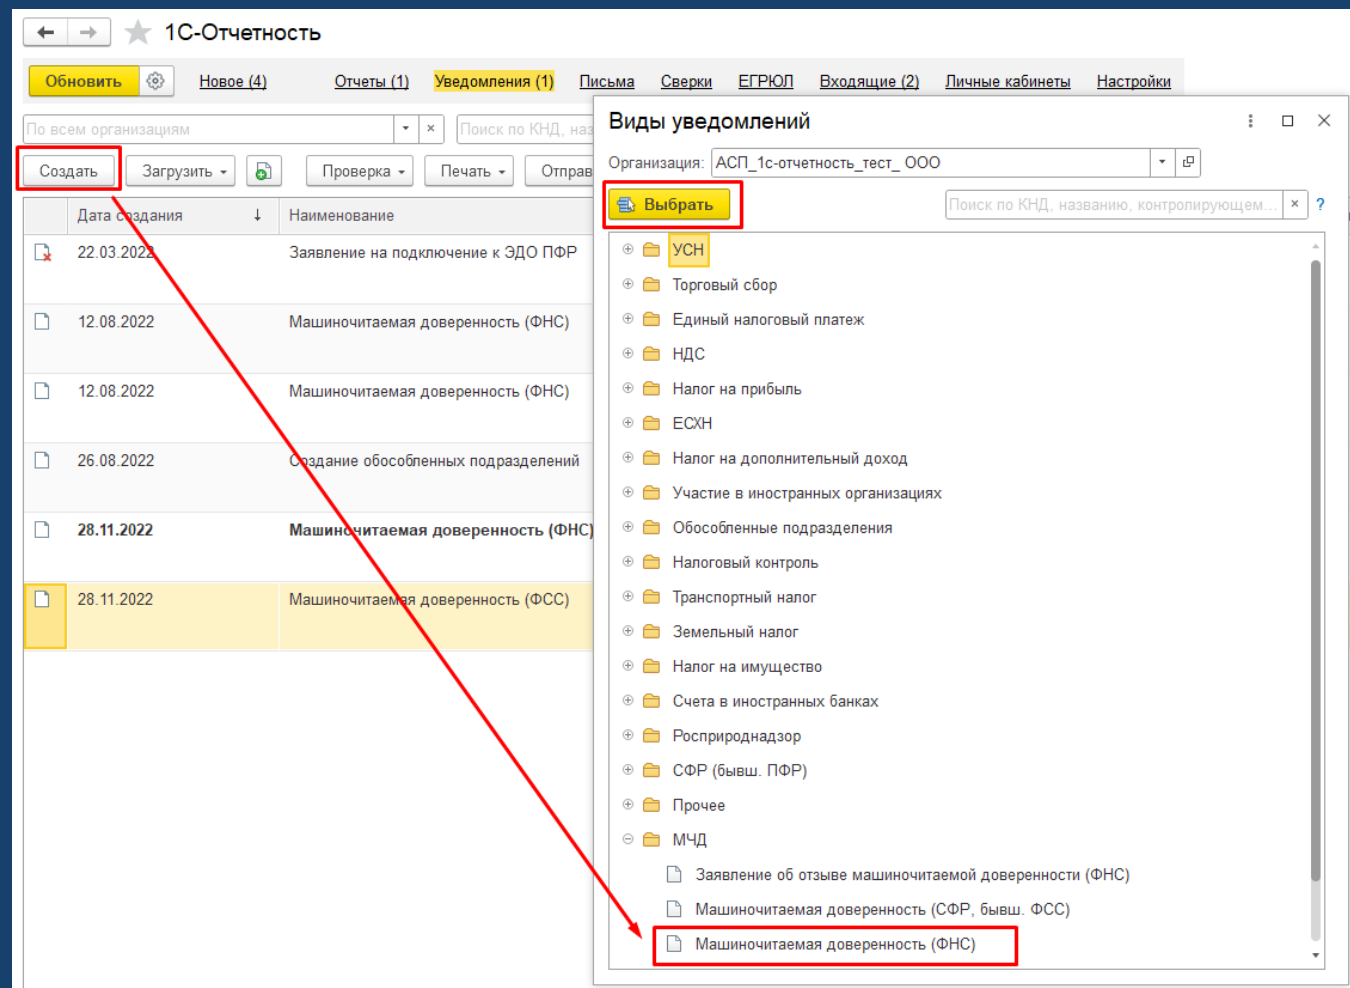 1С-Отчетность
Обновить Новое (4) Отчеты (1) Уведомления (1) Письма Сверки ЕГРЮЛ Входящие (2) Личные кабинеты Настройки
По всем организациям Поиск по КНД, наз
Создать Загрузить Проверка Печать Отправ
Дата создания ↓ Наименование
22.03.2022 Заявление на подключение к ЭДО ПФР
12.08.2022 Машиночитаемая доверенность (ФНС)
12.08.2022 Машиночитаемая доверенность (ФНС)
26.08.2022 Создание обособленных подразделений
28.11.2022 Машиночитаемая доверенность (ФНС)
28.11.2022 Машиночитаемая доверенность (ФСС)
Виды уведомлений
Организация: АСП_1с-отчетность_тест_ ООО
Выбрать Поиск по КНД, названию, контролирующем... × ?
УСН
Торговый сбор
Единый налоговый платеж
НДС
Налог на прибыль
ЕСХН
Налог на дополнительный доход
Участие в иностранных организациях
Обособленные подразделения
Налоговый контроль
Транспортный налог
Земельный налог
Налог на имущество
Счета в иностранных банках
Росприроднадзор
СФР (бывш. ПФР)
Прочее
МЧД
Заявление об отзыве машиночитаемой доверенности (ФНС)
Машиночитаемая доверенность (СФР, бывш. ФСС)
Машиночитаемая доверенность (ФНС)